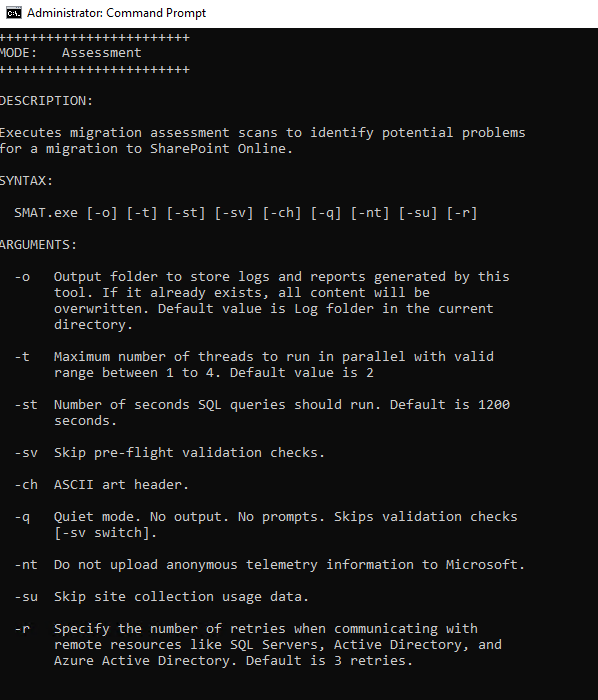 Administrator: Command Prompt
++++++++++++++++++++++++
MODE:   Assessment
++++++++++++++++++++++++
DESCRIPTION:
Executes migration assessment scans to identify potential problems
for a migration to SharePoint Online.
SYNTAX:
SMAT.exe [-o] [-t] [-st] [-sv] [-ch] [-q] [-nt] [-su] [-r]
ARGUMENTS:
-o   Output folder to store logs and reports generated by this
tool. If it already exists, all content will be
overwritten. Default value is Log folder in the current
directory.
-t   Maximum number of threads to run in parallel with valid
range between 1 to 4. Default value is 2
-st  Number of seconds SQL queries should run. Default is 1200
seconds.
-sv  Skip pre-flight validation checks.
-ch  ASCII art header.
-q   Quiet mode. No output. No prompts. Skips validation checks
[-sv switch].
-nt  Do not upload anonymous telemetry information to Microsoft.
-su  Skip site collection usage data.
-r   Specify the number of retries when communicating with
remote resources like SQL Servers, Active Directory, and
Azure Active Directory. Default is 3 retries.